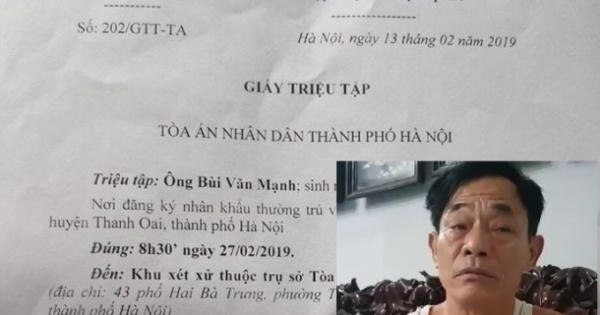 Số: 202/GTT-TA
Hà Nội, ngày 13 tháng 02 năm 2019
GIẤY TRIỆU TẬP
TÒA ÁN NHÂN DÂN THÀNH PHỐ HÀ NỘI
Triệu tập: Ông Bùi Văn Mạnh; sinh
Nơi đăng ký nhân khẩu thường trú
huyện Thanh Oai, thành phố Hà Nội
Đúng: 8h30’ ngày 27/02/2019.
Đến: Khu xét xử thuộc trụ sở Tòa
(địa chỉ: 43 phố Hai Bà Trưng, phường
thành phố Hà Nội)